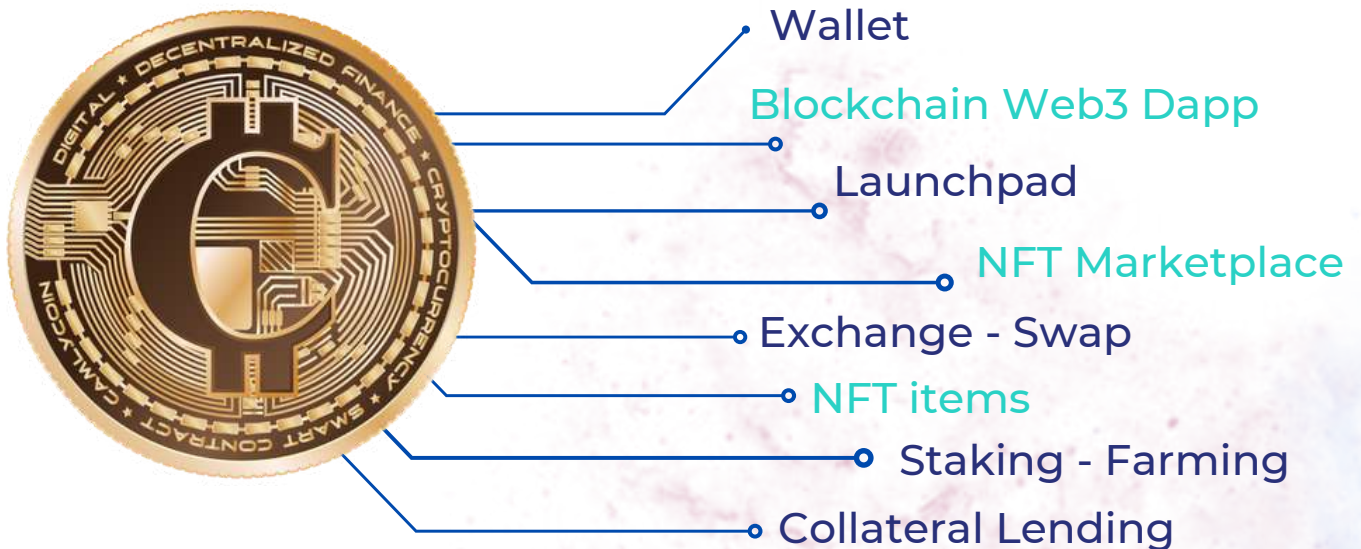 DIGITAL * DECENTRALIZED FINANCE * CRYPTOCURRENCY * SMART CONTRACT * CAMLYCOIN *
Wallet
Blockchain Web3 Dapp
Launchpad
NFT Marketplace
Exchange - Swap
NFT items
Staking - Farming
Collateral Lending